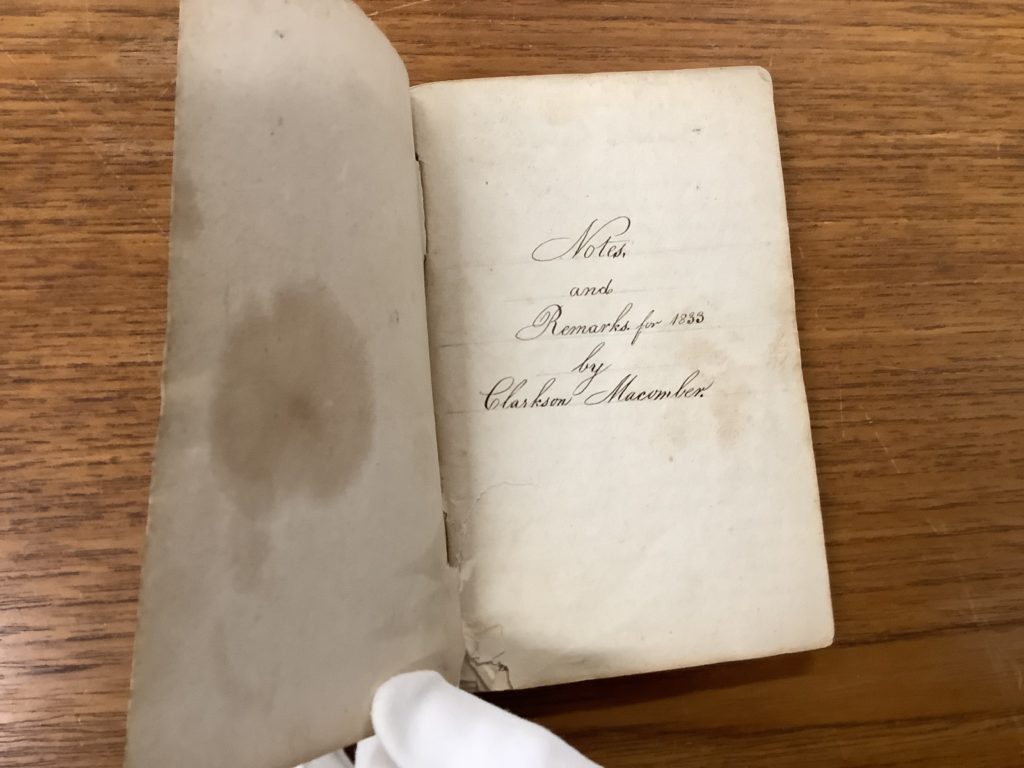 Notes,
and
Remarks. for 1833
by
Clarkson Macomber.